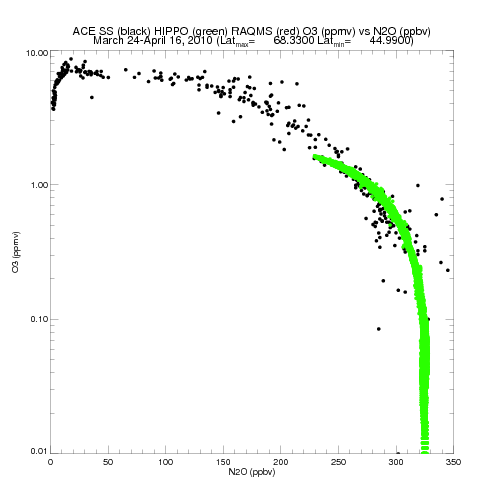 ACE SS (black) HIPPO (green) RAQMS (red) O3 (ppmv) vs N2O (ppbv)
March 24-April 16, 2010 (Latmax= 68.3300 Latmin= 44.9900)
10.00
1.00
0.10
0.01
O3 (ppmv)
0 50 100 150 200 250 300 350
N2O (ppbv)